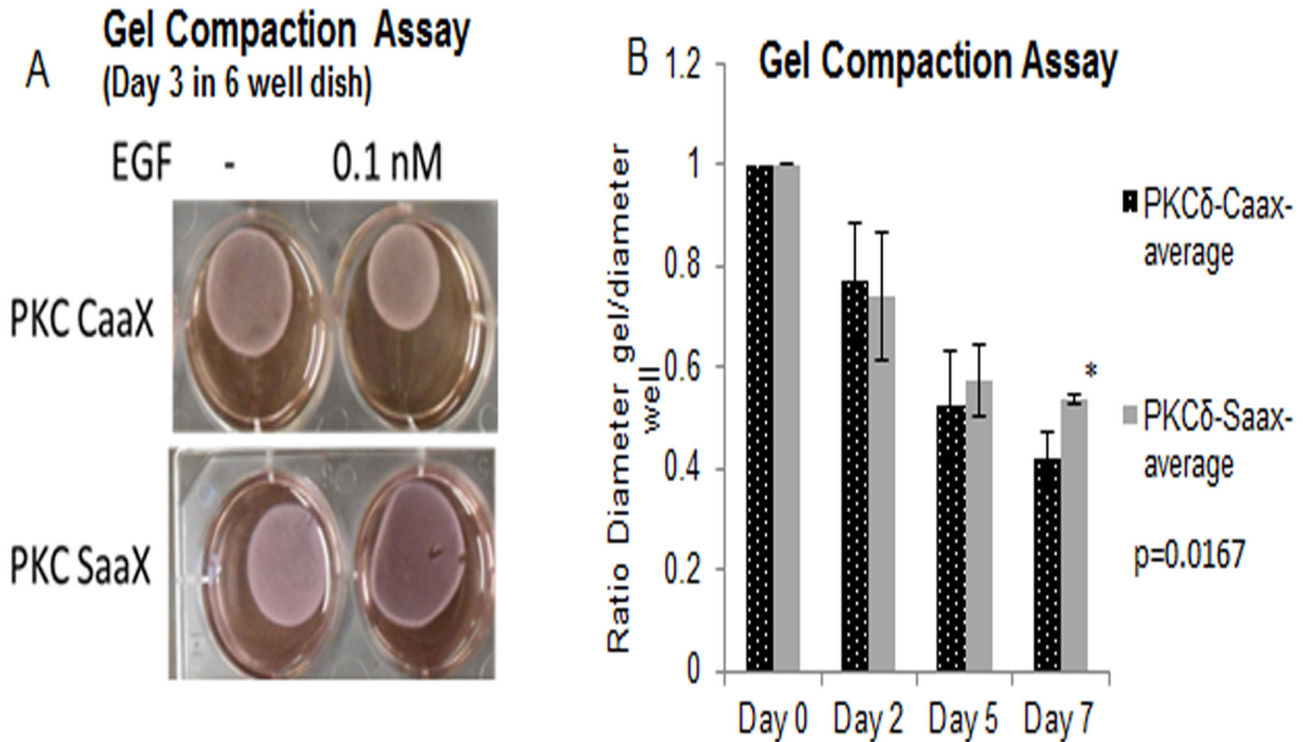 A
Gel Compaction Assay
(Day 3 in 6 well dish)
EGF - 0.1 nM
PKC CaaX
PKC SaaX
B
Gel Compaction Assay
Ratio Diameter gel/diameter
well
1.2
1
0.8
0.6
0.4
0.2
0
*
Day 0 Day 2 Day 5 Day 7
PKCδ-Caax-
average
PKCδ-Saax-
average
p=0.0167